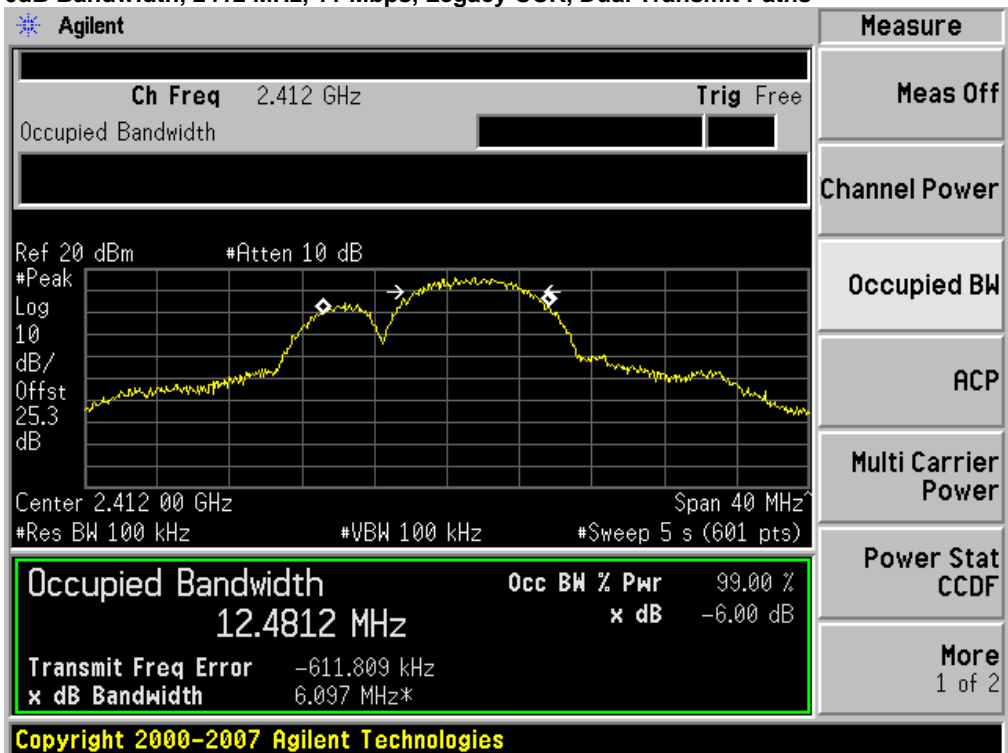 Agilent
Measure
Ch Freq 2.412 GHz Trig Free
Occupied Bandwidth
Meas Off
Channel Power
Occupied BW
ACP
Multi Carrier
Power
Power Stat
CCDF
More
1 of 2
Ref 20 dBm #Atten 10 dB
#Peak
Log
10
dB/
Offst
25.3
dB
Center 2.412 00 GHz Span 40 MHz^
#Res BW 100 kHz #VBW 100 kHz #Sweep 5 s (601 pts)
Occupied Bandwidth
12.4812 MHz
Occ BW % Pwr 99.00 %
x dB -6.00 dB
Transmit Freq Error -611.809 kHz
x dB Bandwidth 6.097 MHz*
Copyright 2000-2007 Agilent Technologies